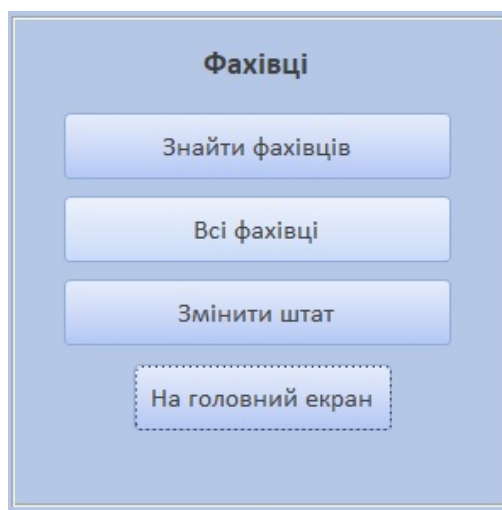 Фахівці
Знайти фахівців
Всі фахівці
Змінити штат
На головний екран